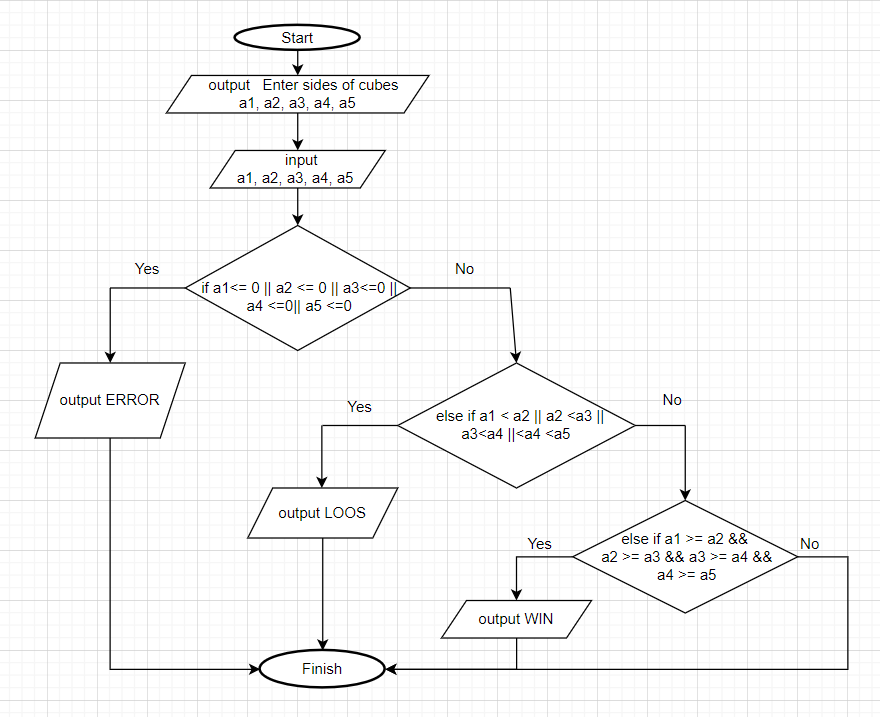 Start
output   Enter sides of cubes
a1, a2, a3, a4, a5
input
a1, a2, a3, a4, a5
Yes
No
if a1<= 0 || a2 <= 0 || a3<=0 ||
a4 <=0|| a5 <=0
output ERROR
Yes
No
else if a1 < a2 || a2 <a3 ||
a3<a4 ||<a4 <a5
output LOOS
Yes
No
else if a1 >= a2 &&
a2 >= a3 && a3 >= a4 &&
a4 >= a5
output WIN
Finish